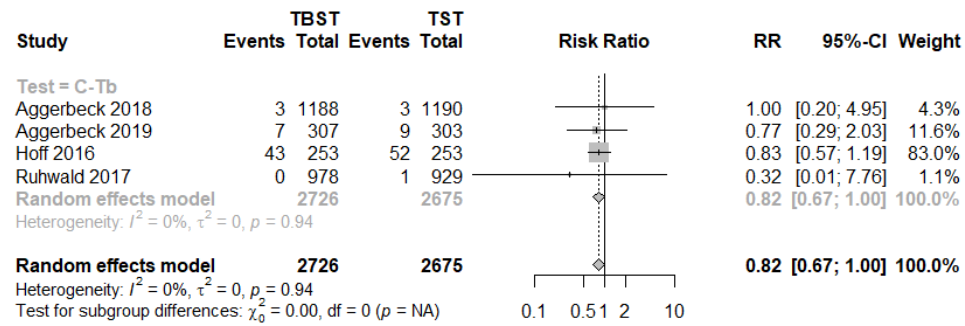 TBST TST
Study Events Total Events Total Risk Ratio RR 95%-CI Weight
Test = C-Tb
Aggerbeck 2018 3 1188 3 1190 1.00 [0.20; 4.95] 4.3%
Aggerbeck 2019 7 307 9 303 0.77 [0.29; 2.03] 11.6%
Hoff 2016 43 253 52 253 0.83 [0.57; 1.19] 83.0%
Ruhwald 2017 0 978 1 929 0.32 [0.01; 7.76] 1.1%
Random effects model 2726 2675 0.82 [0.67; 1.00] 100.0%
Heterogeneity: I² = 0%, τ² = 0, p = 0.94
Random effects model 2726 2675 0.82 [0.67; 1.00] 100.0%
Heterogeneity: I² = 0%, τ² = 0, p = 0.94
Test for subgroup differences: χ²₀ = 0.00, df = 0 (p = NA)
0.1 0.5 1 2 10